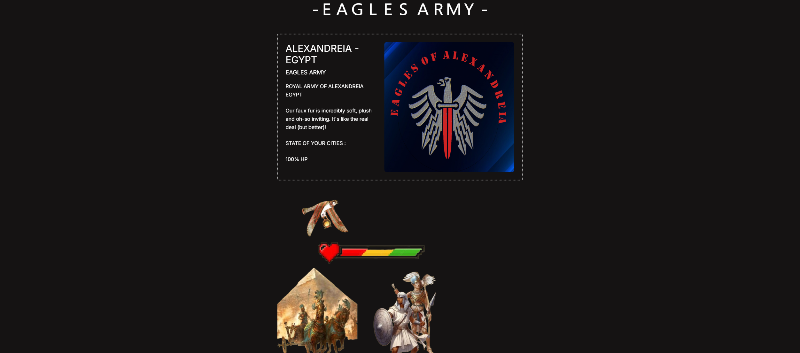 - EAGLES ARMY -
ALEXANDREIA -
EGYPT
EAGLES ARMY
ROYAL ARMY OF ALEXANDREIA
EGYPT
Our faux fur is incredibly soft, plush
and oh-so inviting. It's like the real
deal (but better)!
STATE OF YOUR CITIES :
100% HP
EAGLES OF ALEXANDREIA